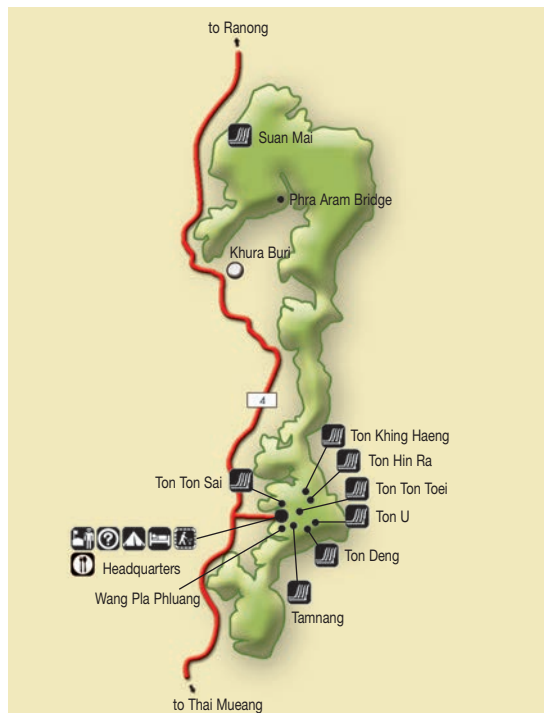 to Ranong
Suan Mai
Phra Aram Bridge
Khura Buri
4
Ton Khing Haeng
Ton Hin Ra
Ton Ton Sai
Ton Ton Toei
Ton U
?
Headquarters
Ton Deng
Wang Pla Phluang
Tamnang
to Thai Mueang